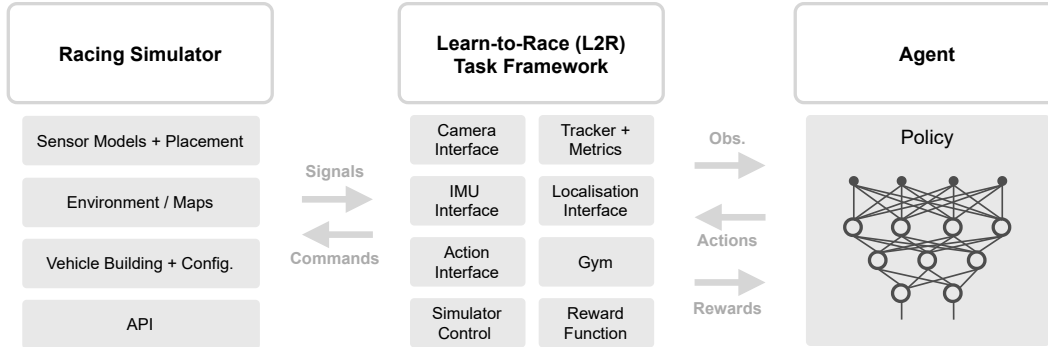 Racing Simulator
Learn-to-Race (L2R)
Task Framework
Agent
Sensor Models + Placement
Environment / Maps
Vehicle Building + Config.
API
Signals
Commands
Camera
Interface
Tracker +
Metrics
IMU
Interface
Localisation
Interface
Action
Interface
Gym
Simulator
Control
Reward
Function
Obs.
Actions
Rewards
Policy